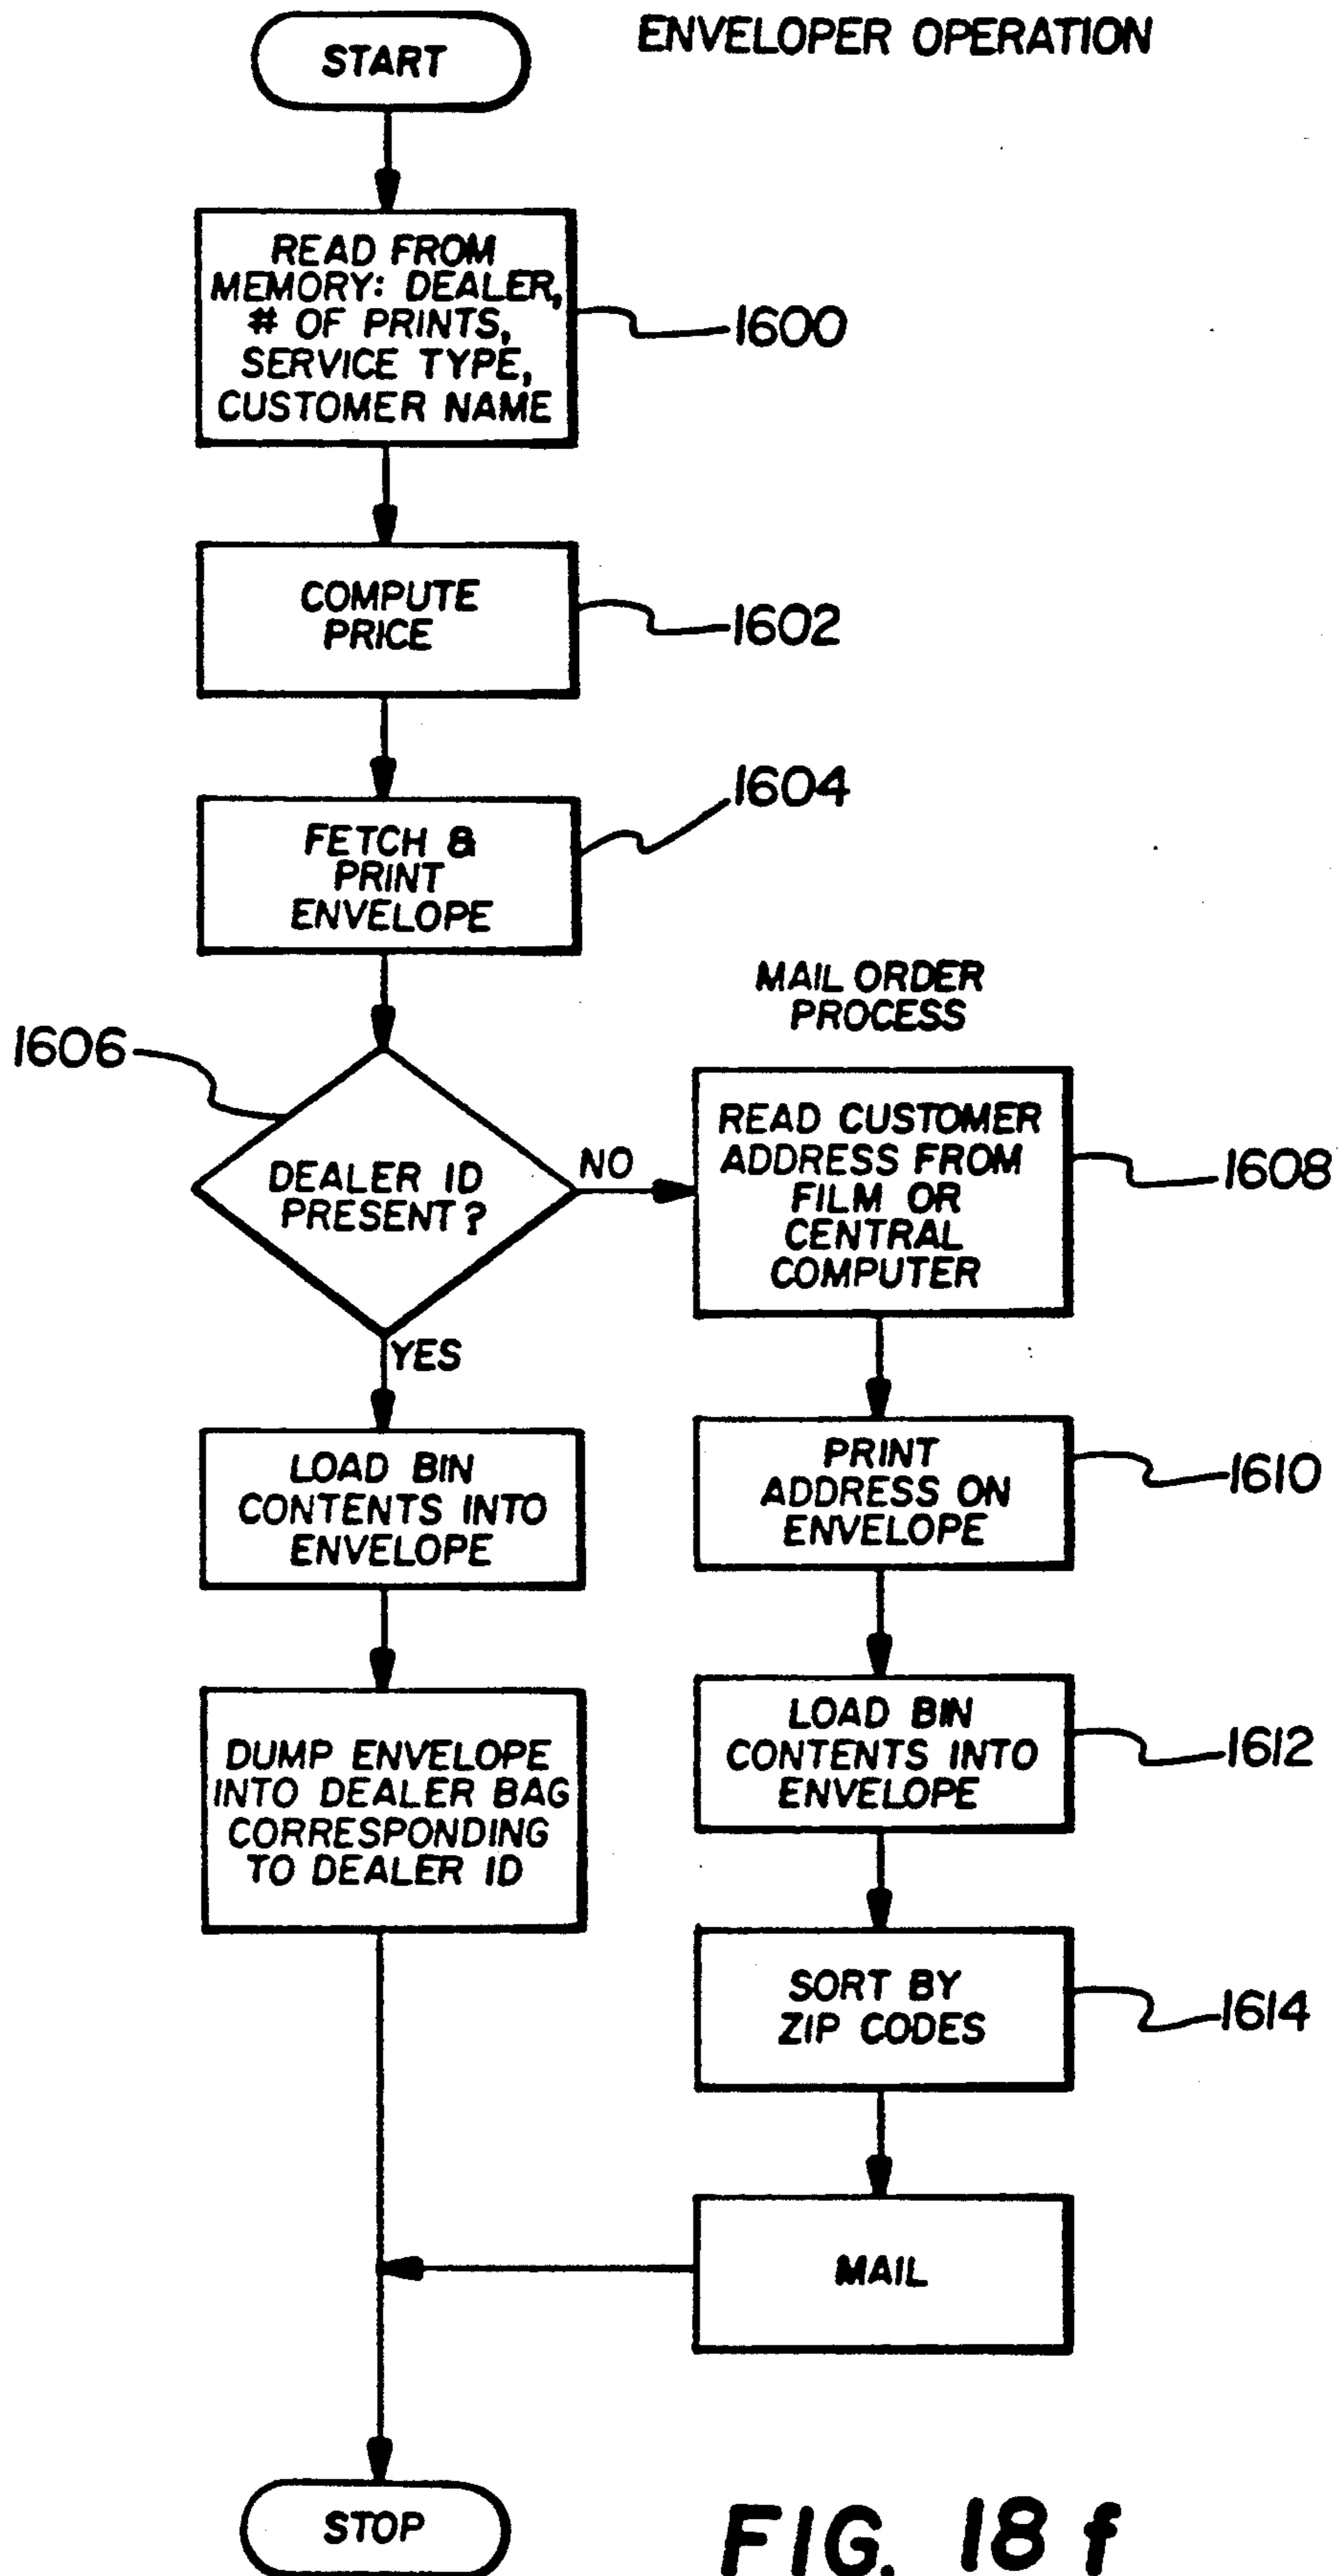 ENVELOPER OPERATION
START
READ FROM
MEMORY: DEALER,
# OF PRINTS,
SERVICE TYPE,
CUSTOMER NAME
1600
COMPUTE
PRICE
1602
FETCH &
PRINT
ENVELOPE
1604
1606
DEALER ID
PRESENT?
NO
YES
MAIL ORDER
PROCESS
READ CUSTOMER
ADDRESS FROM
FILM OR
CENTRAL
COMPUTER
1608
PRINT
ADDRESS ON
ENVELOPE
1610
LOAD BIN
CONTENTS INTO
ENVELOPE
LOAD BIN
CONTENTS INTO
ENVELOPE
1612
DUMP ENVELOPE
INTO DEALER BAG
CORRESPONDING
TO DEALER ID
SORT BY
ZIP CODES
1614
MAIL
STOP
FIG. 18 f